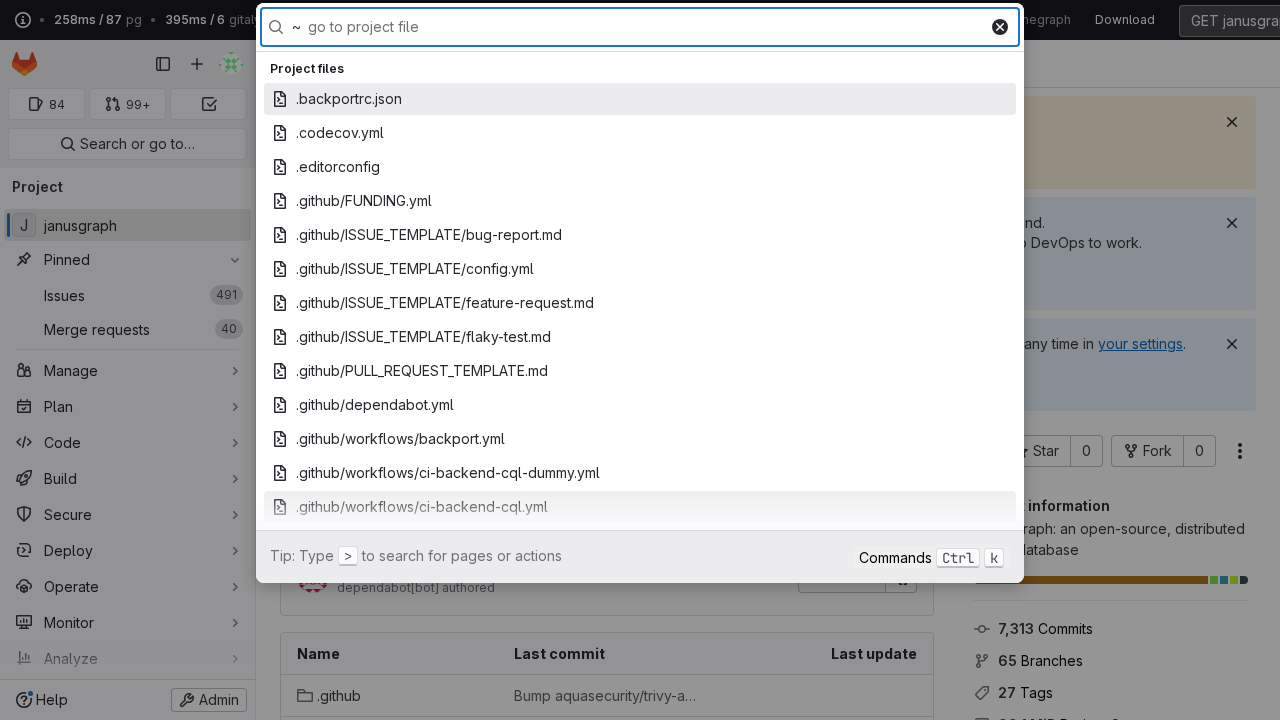 258ms / 87 pg • 395ms / 6
~ go to project file
Download
GET
Project files
84
99+
.backportrc.json
.codecov.yml
Search or go to…
.editorconfig
Project
.github/FUNDING.yml
J janusgraph
.github/ISSUE_TEMPLATE/bug-report.md
nd.
DevOps to work.
Pinned
.github/ISSUE_TEMPLATE/config.yml
Issues 491
.github/ISSUE_TEMPLATE/feature-request.md
Merge requests 40
.github/ISSUE_TEMPLATE/flaky-test.md
any time in your settings.
Manage
.github/PULL_REQUEST_TEMPLATE.md
Plan
.github/dependabot.yml
Code
.github/workflows/backport.yml
Star 0
Fork 0
Build
.github/workflows/ci-backend-cql-dummy.yml
Secure
.github/workflows/ci-backend-cql.yml
information
graph: an open-source, distributed
database
Deploy
Tip: Type > to search for pages or actions
Commands Ctrl k
Operate
dependabot[bot] authored
Monitor
7,313 Commits
Analyze
Name Last commit Last update
65 Branches
Help
Admin
.github Bump aquasecurity/trivy-a…
27 Tags